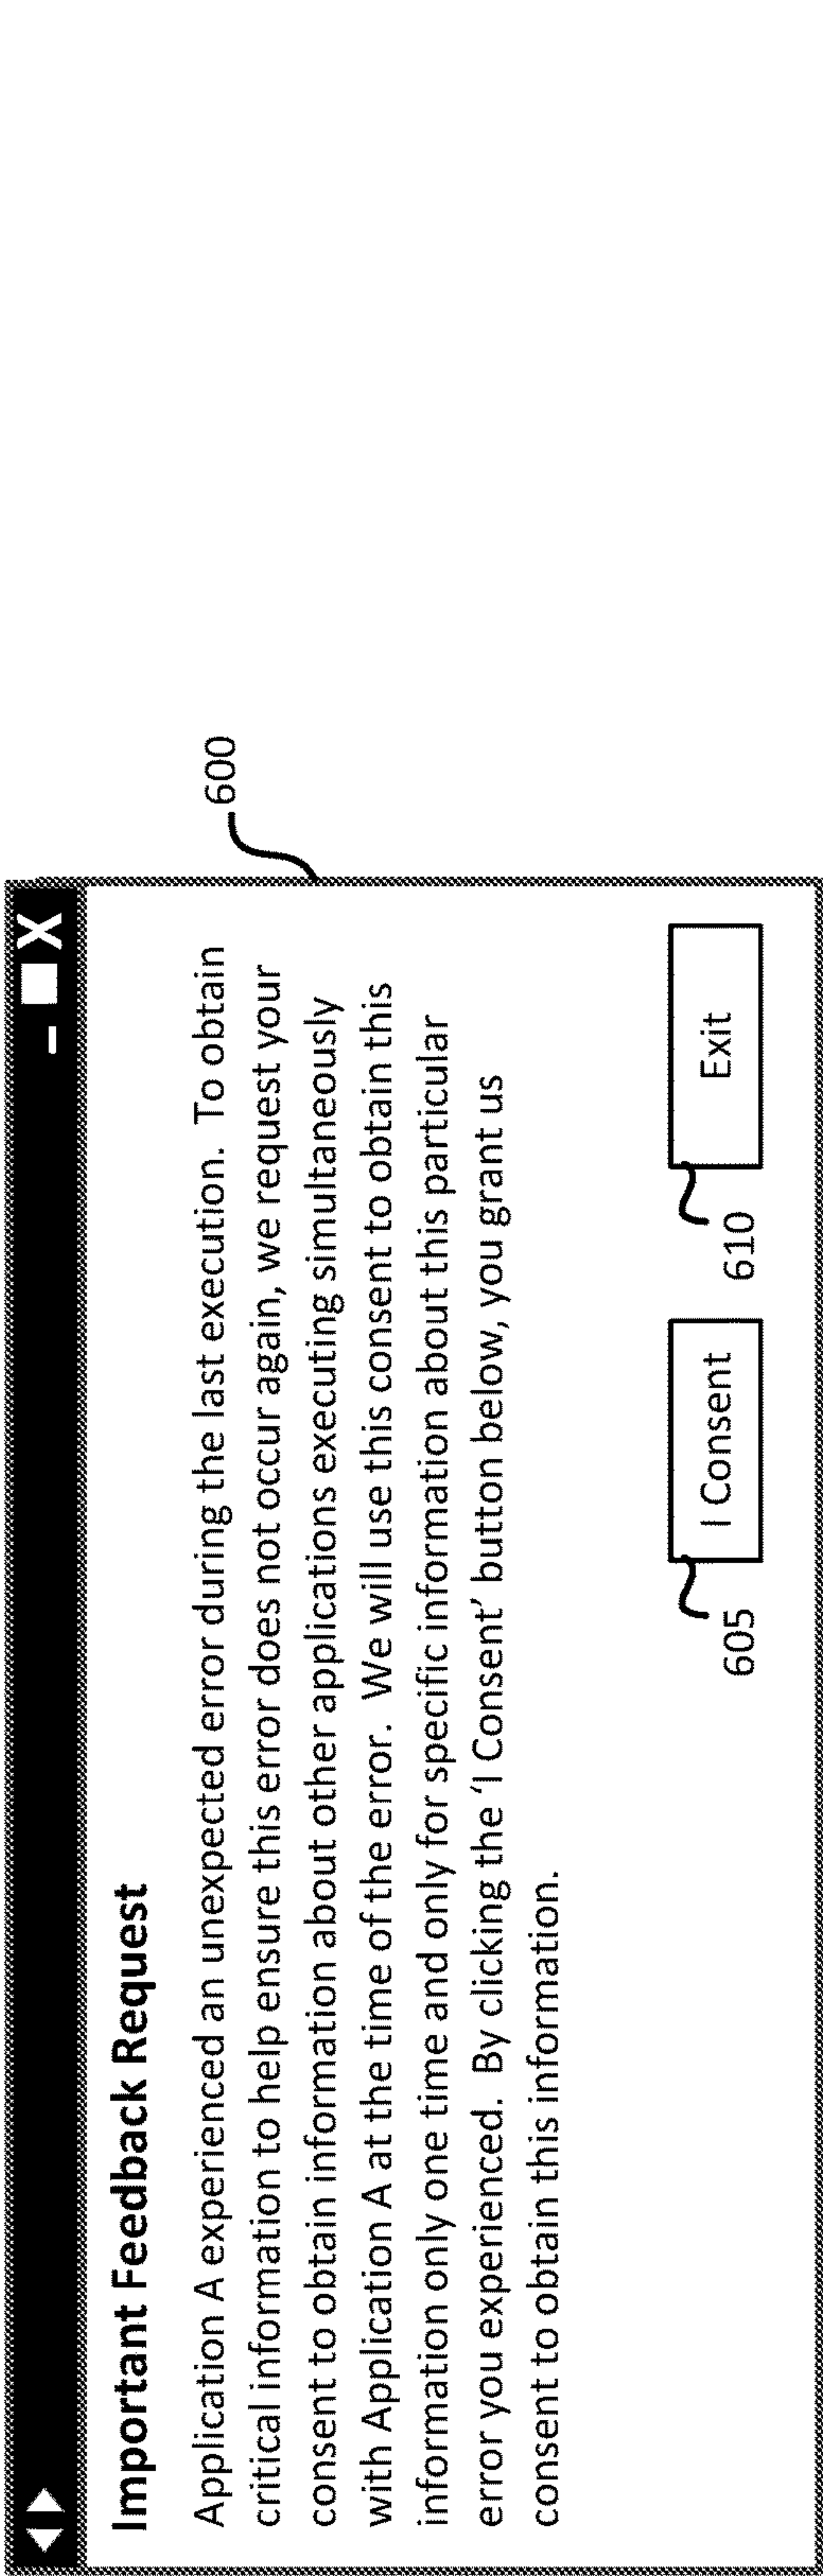 X
600
Important Feedback Request
Application A experienced an unexpected error during the last execution.  To obtain
critical information to help ensure this error does not occur again, we request your
consent to obtain information about other applications executing simultaneously
with Application A at the time of the error.  We will use this consent to obtain this
information only one time and only for specific information about this particular
error you experienced.  By clicking the ‘I Consent’ button below, you grant us
consent to obtain this information.
605
I Consent
610
Exit